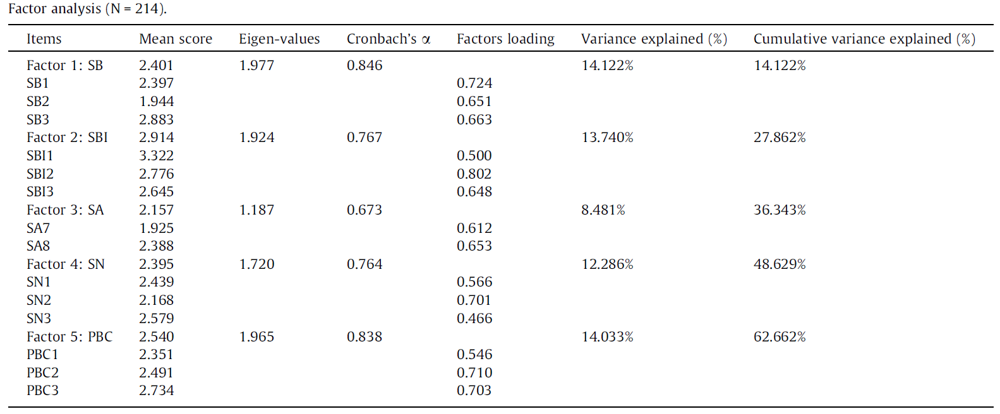 Factor analysis (N = 214).
Items Mean score Eigen-values Cronbach's α Factors loading Variance explained (%) Cumulative variance explained (%)
Factor 1: SB 2.401 1.977 0.846 14.122% 14.122%
SB1 2.397 0.724
SB2 1.944 0.651
SB3 2.883 0.663
Factor 2: SBI 2.914 1.924 0.767 13.740% 27.862%
SBI1 3.322 0.500
SBI2 2.776 0.802
SBI3 2.645 0.648
Factor 3: SA 2.157 1.187 0.673 8.481% 36.343%
SA7 1.925 0.612
SA8 2.388 0.653
Factor 4: SN 2.395 1.720 0.764 12.286% 48.629%
SN1 2.439 0.566
SN2 2.168 0.701
SN3 2.579 0.466
Factor 5: PBC 2.540 1.965 0.838 14.033% 62.662%
PBC1 2.351 0.546
PBC2 2.491 0.710
PBC3 2.734 0.703